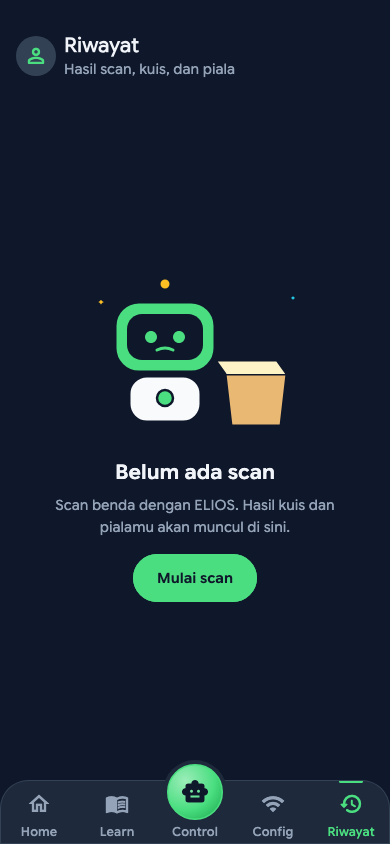 Riwayat
Hasil scan, kuis, dan piala
Belum ada scan
Scan benda dengan ELIOS. Hasil kuis dan
pialamu akan muncul di sini.
Mulai scan
Home
Learn
Control
Config
Riwayat